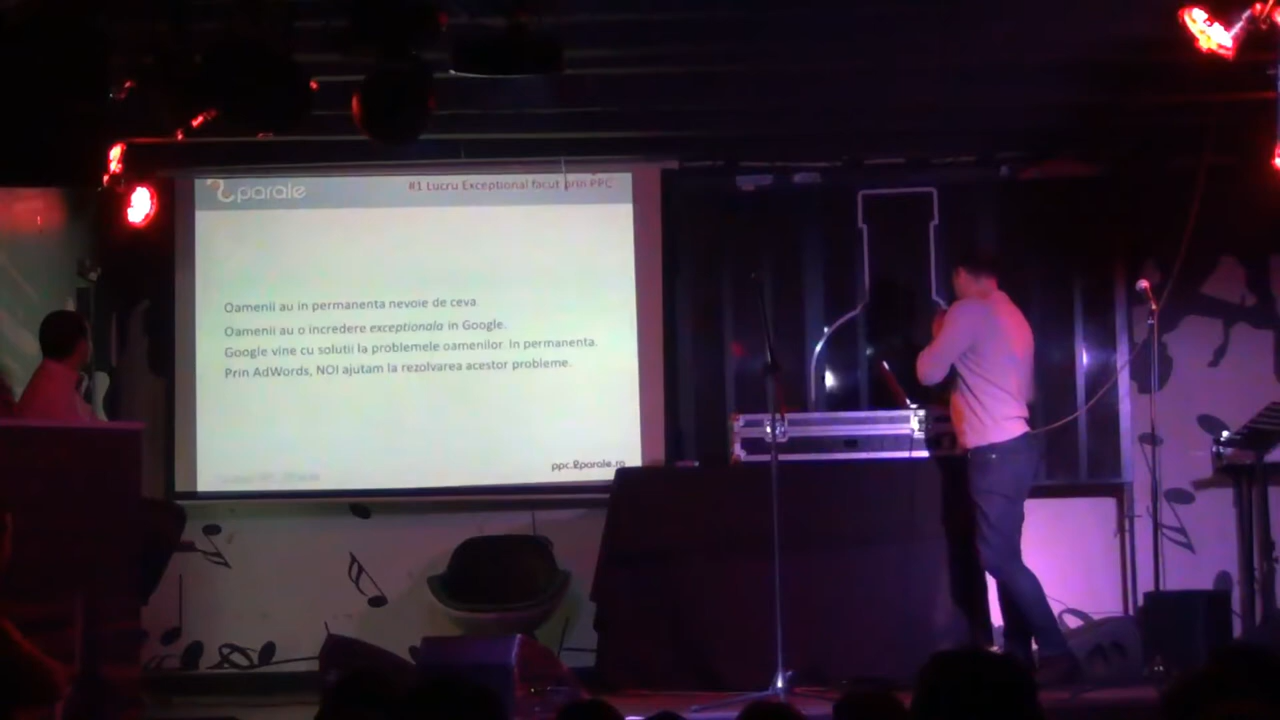 2parale
#1 Lucru Exceptional facut prin PPC
Oamenii au in permanenta nevoie de ceva.
Oamenii au o incredere exceptionala in Google.
Google vine cu solutii la problemele oamenilor. In permanenta.
Prin AdWords, NOI ajutam la rezolvarea acestor probleme.
ppc.2parale.ro